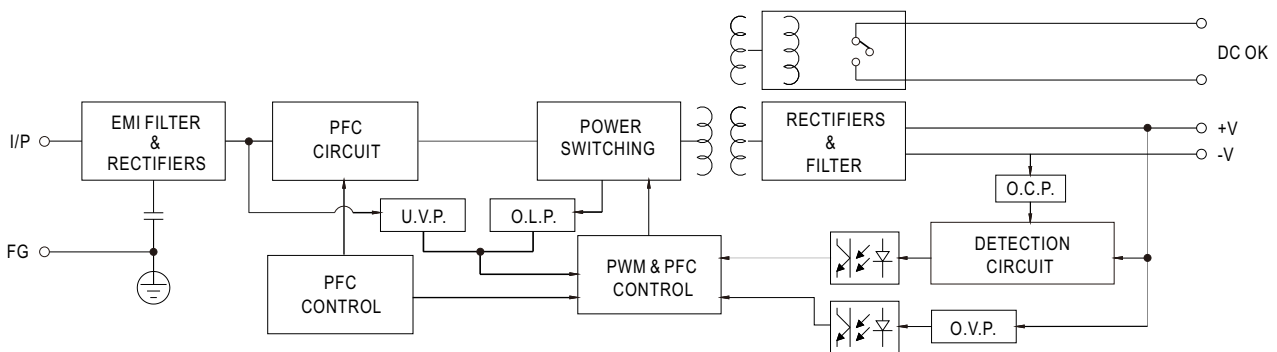 DC OK
I/P
EMI FILTER
&
RECTIFIERS
PFC
CIRCUIT
POWER
SWITCHING
RECTIFIERS
&
FILTER
+V
-V
O.C.P.
U.V.P.
O.L.P.
FG
PFC
CONTROL
PWM & PFC
CONTROL
DETECTION
CIRCUIT
O.V.P.